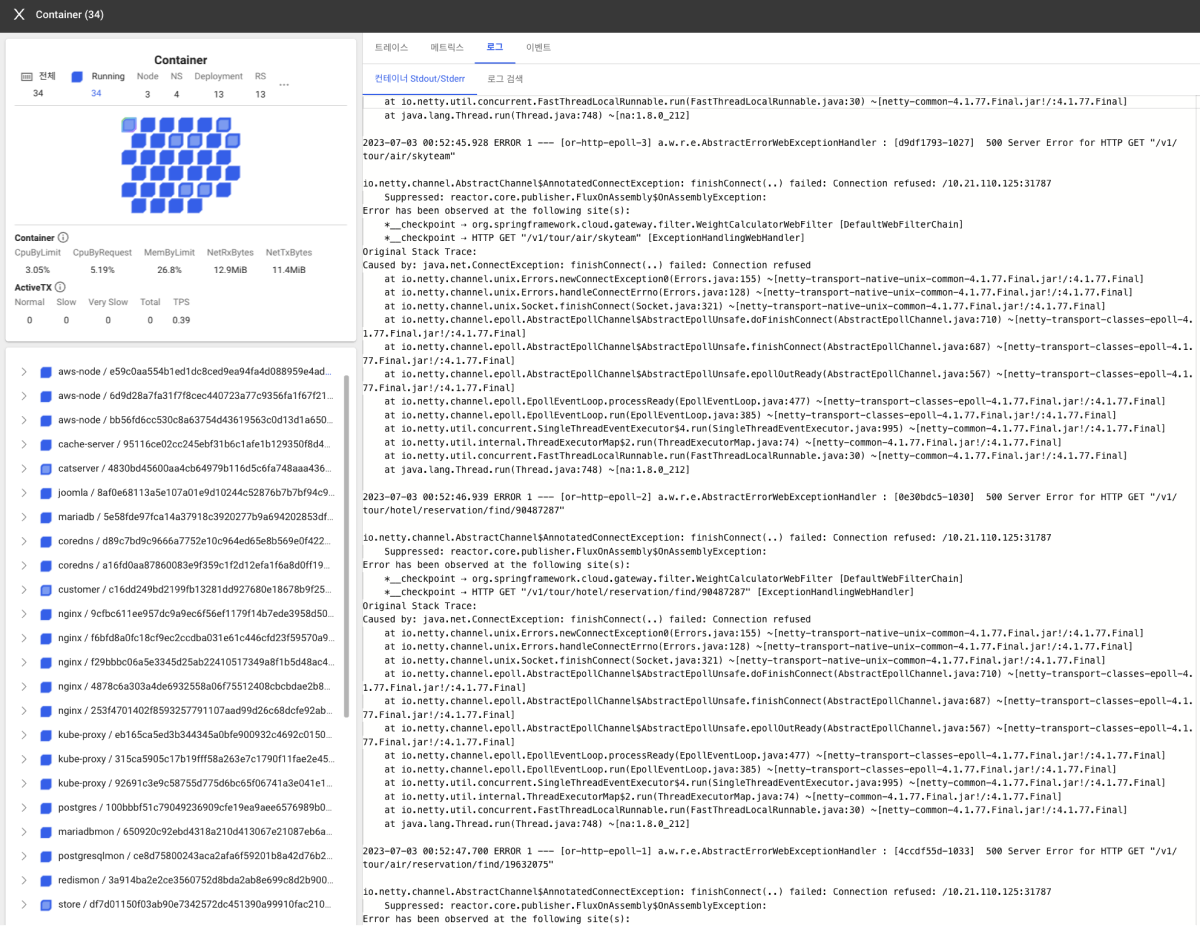 Container (34)
Container
전체 Running Node NS Deployment RS
34 34 3 4 13 13
...
Container
CpuByLimit CpuByRequest MemByLimit NetRxBytes NetTxBytes
3.05% 5.19% 26.8% 12.9MiB 11.4MiB
ActiveTX
Normal Slow Very Slow Total TPS
0 0 0 0 0.39
aws-node / e59c0aa554b1ed1dc8ced9ea94fa4d088959e4ad...
aws-node / 6d9d28a7fa31f7f8cec440723a77c9356fa1f67f21...
aws-node / bb56fd6cc530c8a63754d43619563c0d13d1a650...
cache-server / 95116ce02cc245ebf31b6c1afe1b129350f8d4...
catserver / 4830bd45600aa4cb64979b116d5c6fa748aaa436...
joomla / 8af0e68113a5e107a01e9d10244c52876b7b7bf94c9...
mariadb / 5e58fde97fca14a37918c3920277b9a694202853df...
coredns / d89c7bd9c9666a7752e10c964ed65e8b569e0f422...
coredns / a16fd0aa87860083e9f359c1f2d12efa1f6a8d0ff19...
customer / c16dd249bd2199fb13281dd927680e18678b9f25...
nginx / 9cfbc611ee957dc9a9ec6f56ef1179f14b7ede3958d50...
nginx / f6bfd8a0fc18cf9ec2ccdba031e61c446cfd23f59570a9...
nginx / f29bbbc06a5e3345d25ab22410517349a8f1b5d48ac4...
nginx / 4878c6a303a4de6932558a06f75512408cbcbdae2b8...
nginx / 253f4701402f8593257791107aad99d26c68dcfe92ab...
kube-proxy / eb165ca5ed3b344345a0bfe900932c4692c0150...
kube-proxy / 315ca5905c17b19fff58a263e7c1790f11fae2e45...
kube-proxy / 92691c3e9c58755d775d6bc65f06741a3e041e1...
postgres / 100bbbf51c79049236909cfe19ea9aee6576989b0...
mariadbmon / 650920c92ebd4318a210d413067e21087eb6a...
postgresqlmon / ce8d75800243aca2afa6f59201b8a42d76b2...
redismon / 3a914ba2e2ce3560752d8bda2ab8e699c8d2b900...
store / df7d01150f03ab90e7342572dc451390a99910fac210...
트레이스 메트릭스 로그 이벤트
컨테이너 Stdout/Stderr 로그 검색
at io.netty.util.concurrent.FastThreadLocalRunnable.run(FastThreadLocalRunnable.java:30) ~[netty-common-4.1.77.Final.jar!/:4.1.77.Final]
at java.lang.Thread.run(Thread.java:748) ~[na:1.8.0_212]
2023-07-03 00:52:45.928 ERROR 1 --- [or-http-epoll-3] a.w.r.e.AbstractErrorWebExceptionHandler : [d9df1793-1027]  500 Server Error for HTTP GET "/v1/
tour/air/skyteam"
io.netty.channel.AbstractChannel$AnnotatedConnectException: finishConnect(..) failed: Connection refused: /10.21.110.125:31787
Suppressed: reactor.core.publisher.FluxOnAssembly$OnAssemblyException:
Error has been observed at the following site(s):
*__checkpoint → org.springframework.cloud.gateway.filter.WeightCalculatorWebFilter [DefaultWebFilterChain]
*__checkpoint → HTTP GET "/v1/tour/air/skyteam" [ExceptionHandlingWebHandler]
Original Stack Trace:
Caused by: java.net.ConnectException: finishConnect(..) failed: Connection refused
at io.netty.channel.unix.Errors.newConnectException0(Errors.java:155) ~[netty-transport-native-unix-common-4.1.77.Final.jar!/:4.1.77.Final]
at io.netty.channel.unix.Errors.handleConnectErrno(Errors.java:128) ~[netty-transport-native-unix-common-4.1.77.Final.jar!/:4.1.77.Final]
at io.netty.channel.unix.Socket.finishConnect(Socket.java:321) ~[netty-transport-native-unix-common-4.1.77.Final.jar!/:4.1.77.Final]
at io.netty.channel.epoll.AbstractEpollChannel$AbstractEpollUnsafe.doFinishConnect(AbstractEpollChannel.java:710) ~[netty-transport-classes-epoll-4.
1.77.Final.jar!/:4.1.77.Final]
at io.netty.channel.epoll.AbstractEpollChannel$AbstractEpollUnsafe.finishConnect(AbstractEpollChannel.java:687) ~[netty-transport-classes-epoll-4.1.
77.Final.jar!/:4.1.77.Final]
at io.netty.channel.epoll.AbstractEpollChannel$AbstractEpollUnsafe.epollOutReady(AbstractEpollChannel.java:567) ~[netty-transport-classes-epoll-4.1.
77.Final.jar!/:4.1.77.Final]
at io.netty.channel.epoll.EpollEventLoop.processReady(EpollEventLoop.java:477) ~[netty-transport-classes-epoll-4.1.77.Final.jar!/:4.1.77.Final]
at io.netty.channel.epoll.EpollEventLoop.run(EpollEventLoop.java:385) ~[netty-transport-classes-epoll-4.1.77.Final.jar!/:4.1.77.Final]
at io.netty.util.concurrent.SingleThreadEventExecutor$4.run(SingleThreadEventExecutor.java:995) ~[netty-common-4.1.77.Final.jar!/:4.1.77.Final]
at io.netty.util.internal.ThreadExecutorMap$2.run(ThreadExecutorMap.java:74) ~[netty-common-4.1.77.Final.jar!/:4.1.77.Final]
at io.netty.util.concurrent.FastThreadLocalRunnable.run(FastThreadLocalRunnable.java:30) ~[netty-common-4.1.77.Final.jar!/:4.1.77.Final]
at java.lang.Thread.run(Thread.java:748) ~[na:1.8.0_212]
2023-07-03 00:52:46.939 ERROR 1 --- [or-http-epoll-2] a.w.r.e.AbstractErrorWebExceptionHandler : [0e30bdc5-1030]  500 Server Error for HTTP GET "/v1/
tour/hotel/reservation/find/90487287"
io.netty.channel.AbstractChannel$AnnotatedConnectException: finishConnect(..) failed: Connection refused: /10.21.110.125:31787
Suppressed: reactor.core.publisher.FluxOnAssembly$OnAssemblyException:
Error has been observed at the following site(s):
*__checkpoint → org.springframework.cloud.gateway.filter.WeightCalculatorWebFilter [DefaultWebFilterChain]
*__checkpoint → HTTP GET "/v1/tour/hotel/reservation/find/90487287" [ExceptionHandlingWebHandler]
Original Stack Trace:
Caused by: java.net.ConnectException: finishConnect(..) failed: Connection refused
at io.netty.channel.unix.Errors.newConnectException0(Errors.java:155) ~[netty-transport-native-unix-common-4.1.77.Final.jar!/:4.1.77.Final]
at io.netty.channel.unix.Errors.handleConnectErrno(Errors.java:128) ~[netty-transport-native-unix-common-4.1.77.Final.jar!/:4.1.77.Final]
at io.netty.channel.unix.Socket.finishConnect(Socket.java:321) ~[netty-transport-native-unix-common-4.1.77.Final.jar!/:4.1.77.Final]
at io.netty.channel.epoll.AbstractEpollChannel$AbstractEpollUnsafe.doFinishConnect(AbstractEpollChannel.java:710) ~[netty-transport-classes-epoll-4.
1.77.Final.jar!/:4.1.77.Final]
at io.netty.channel.epoll.AbstractEpollChannel$AbstractEpollUnsafe.finishConnect(AbstractEpollChannel.java:687) ~[netty-transport-classes-epoll-4.1.
77.Final.jar!/:4.1.77.Final]
at io.netty.channel.epoll.AbstractEpollChannel$AbstractEpollUnsafe.epollOutReady(AbstractEpollChannel.java:567) ~[netty-transport-classes-epoll-4.1.
77.Final.jar!/:4.1.77.Final]
at io.netty.channel.epoll.EpollEventLoop.processReady(EpollEventLoop.java:477) ~[netty-transport-classes-epoll-4.1.77.Final.jar!/:4.1.77.Final]
at io.netty.channel.epoll.EpollEventLoop.run(EpollEventLoop.java:385) ~[netty-transport-classes-epoll-4.1.77.Final.jar!/:4.1.77.Final]
at io.netty.util.concurrent.SingleThreadEventExecutor$4.run(SingleThreadEventExecutor.java:995) ~[netty-common-4.1.77.Final.jar!/:4.1.77.Final]
at io.netty.util.internal.ThreadExecutorMap$2.run(ThreadExecutorMap.java:74) ~[netty-common-4.1.77.Final.jar!/:4.1.77.Final]
at io.netty.util.concurrent.FastThreadLocalRunnable.run(FastThreadLocalRunnable.java:30) ~[netty-common-4.1.77.Final.jar!/:4.1.77.Final]
at java.lang.Thread.run(Thread.java:748) ~[na:1.8.0_212]
2023-07-03 00:52:47.700 ERROR 1 --- [or-http-epoll-1] a.w.r.e.AbstractErrorWebExceptionHandler : [4ccdf55d-1033]  500 Server Error for HTTP GET "/v1/
tour/air/reservation/find/19632075"
io.netty.channel.AbstractChannel$AnnotatedConnectException: finishConnect(..) failed: Connection refused: /10.21.110.125:31787
Suppressed: reactor.core.publisher.FluxOnAssembly$OnAssemblyException:
Error has been observed at the following site(s):